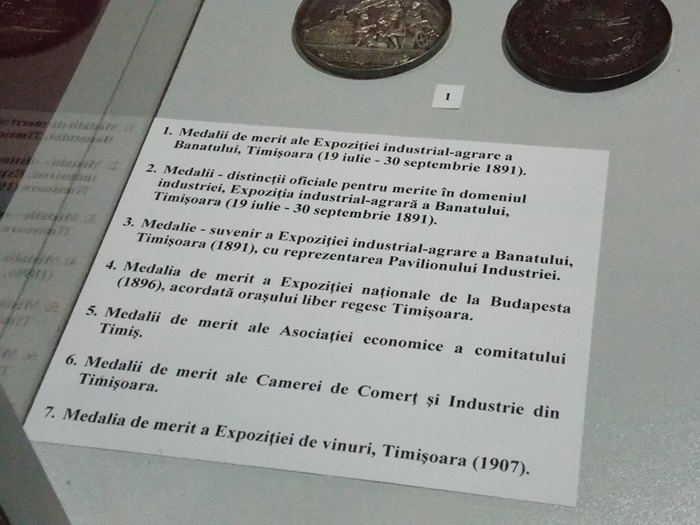 1
1. Medalii de merit ale Expoziţiei industrial-agrare a
Banatului, Timişoara (19 iulie - 30 septembrie 1891).
2. Medalii - distincţii oficiale pentru merite în domeniul
industriei, Expoziţia industrial-agrară a Banatului,
Timişoara (19 iulie - 30 septembrie 1891).
3. Medalie - suvenir a Expoziţiei industrial-agrare a Banatului,
Timişoara (1891), cu reprezentarea Pavilionului Industriei.
4. Medalia de merit a Expoziţiei naţionale de la Budapesta
(1896), acordată oraşului liber regesc Timişoara.
5. Medalii de merit ale Asociaţiei economice a comitatului
Timiş.
6. Medalii de merit ale Camerei de Comerţ şi Industrie din
Timişoara.
7. Medalia de merit a Expoziţiei de vinuri, Timişoara (1907).